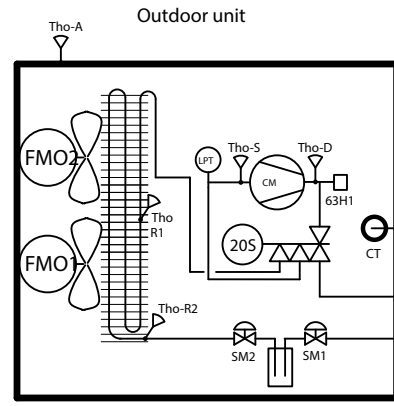 Outdoor unit
Tho-A
FMO2
LPT
Tho-S
Tho-D
CM
63H1
Tho
R1
20S
CT
FMO1
Tho-R2
SM2
SM1